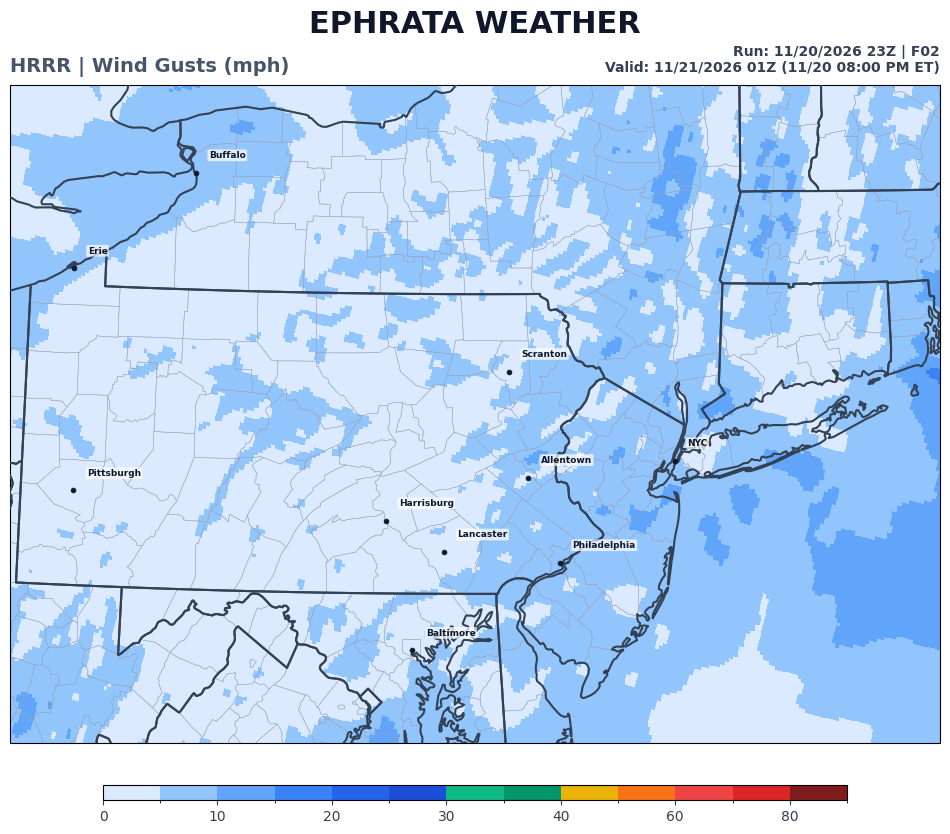 EPHRATA WEATHER
HRRR | Wind Gusts (mph)
Run: 11/20/2026 23Z | F02
Valid: 11/21/2026 01Z (11/20 08:00 PM ET)
Buffalo
Erie
Scranton
NYC
Allentown
Pittsburgh
Harrisburg
Lancaster
Philadelphia
Baltimore
0 10 20 30 40 60 80